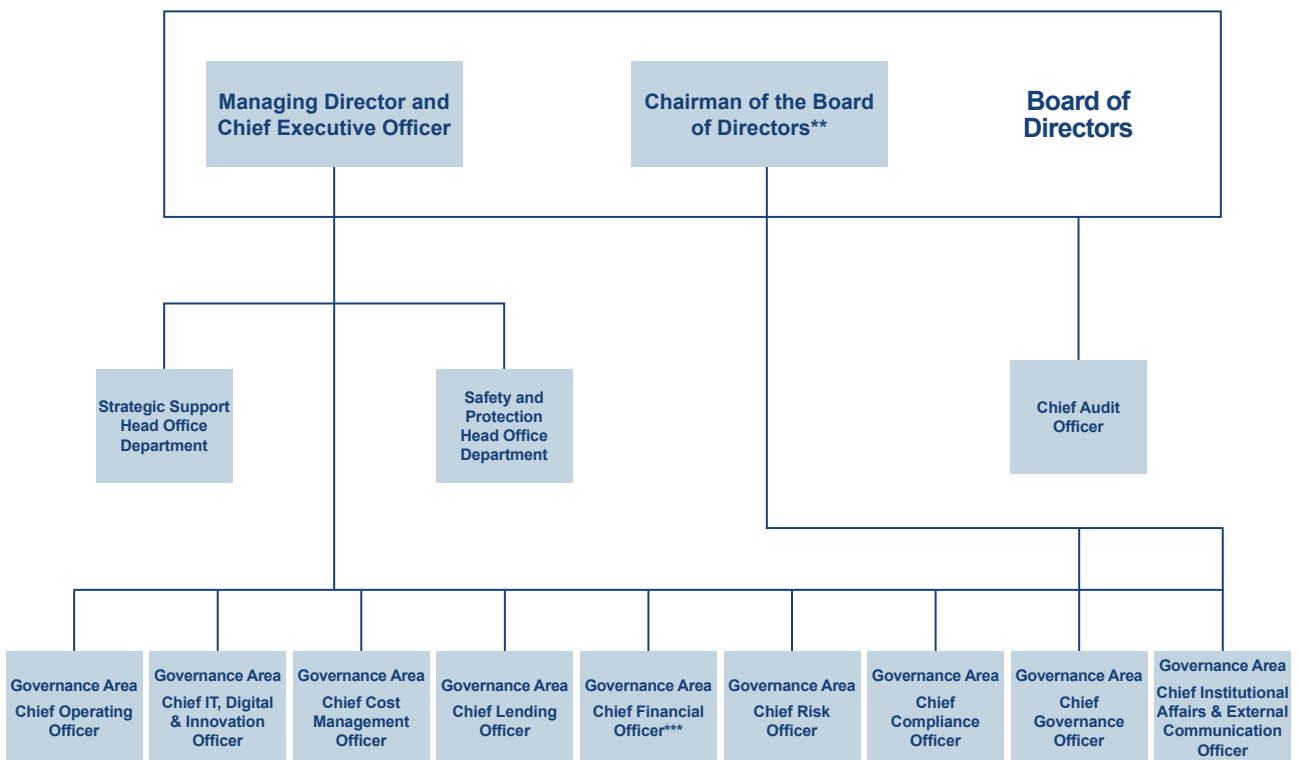 Managing Director and
Chief Executive Officer
Chairman of the Board
of Directors**
Board of
Directors
Strategic Support
Head Office
Department
Safety and
Protection
Head Office
Department
Chief Audit
Officer
Governance Area
Chief Operating
Officer
Governance Area
Chief IT, Digital
& Innovation
Officer
Governance Area
Chief Cost
Management
Officer
Governance Area
Chief Lending
Officer
Governance Area
Chief Financial
Officer***
Governance Area
Chief Risk
Officer
Governance Area
Chief
Compliance
Officer
Governance Area
Chief
Governance
Officer
Governance Area
Chief Institutional
Affairs & External
Communication
Officer